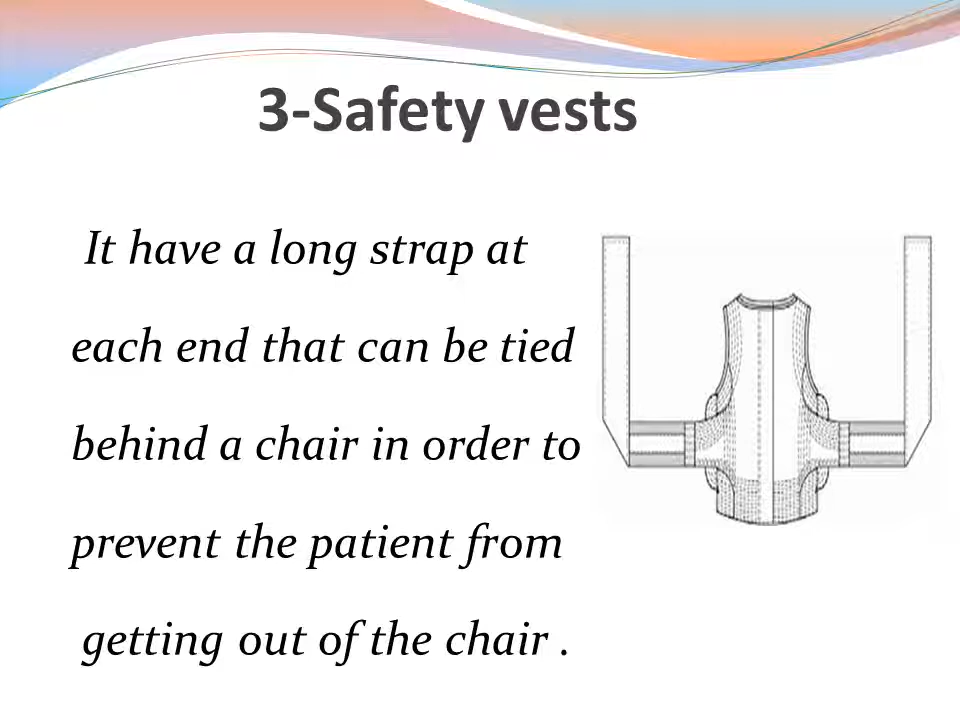 3-Safety vests
It have a long strap at
each end that can be tied
behind a chair in order to
prevent the patient from
getting out of the chair .